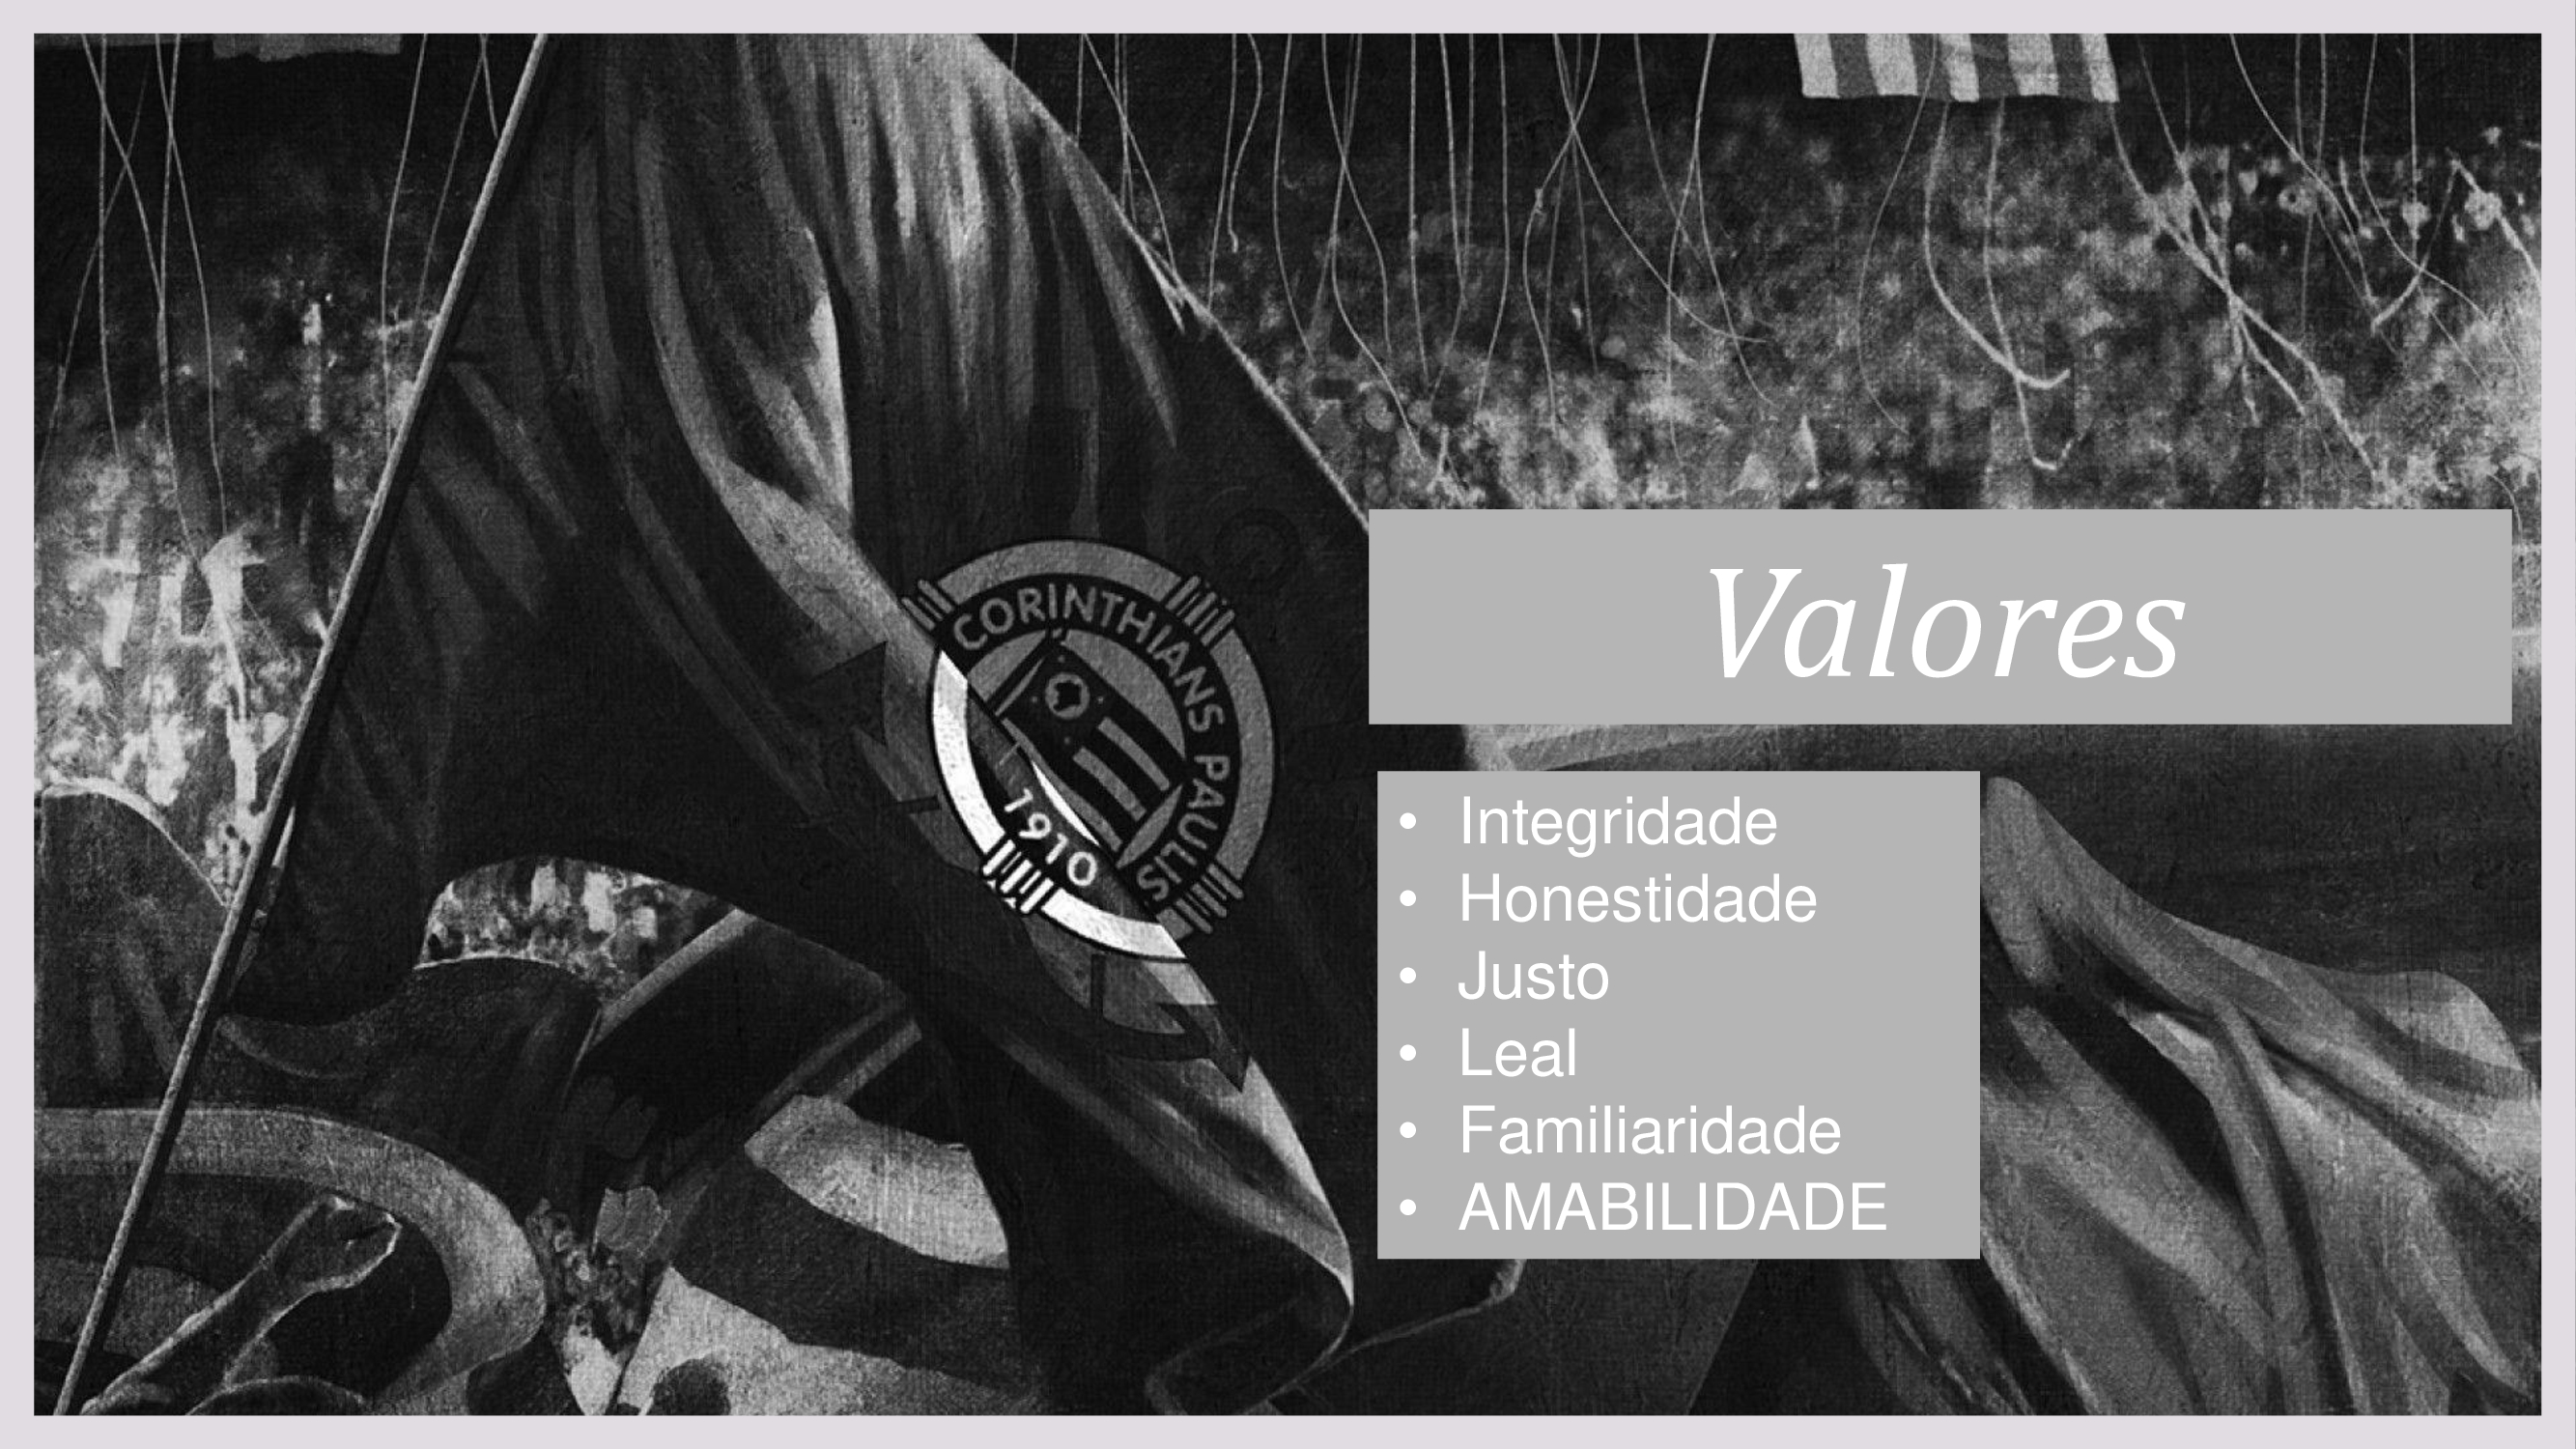 Valores
CORINTHIANS PAULIS
1910
• Integridade
• Honestidade
• Justo
• Leal
• Familiaridade
• AMABILIDADE